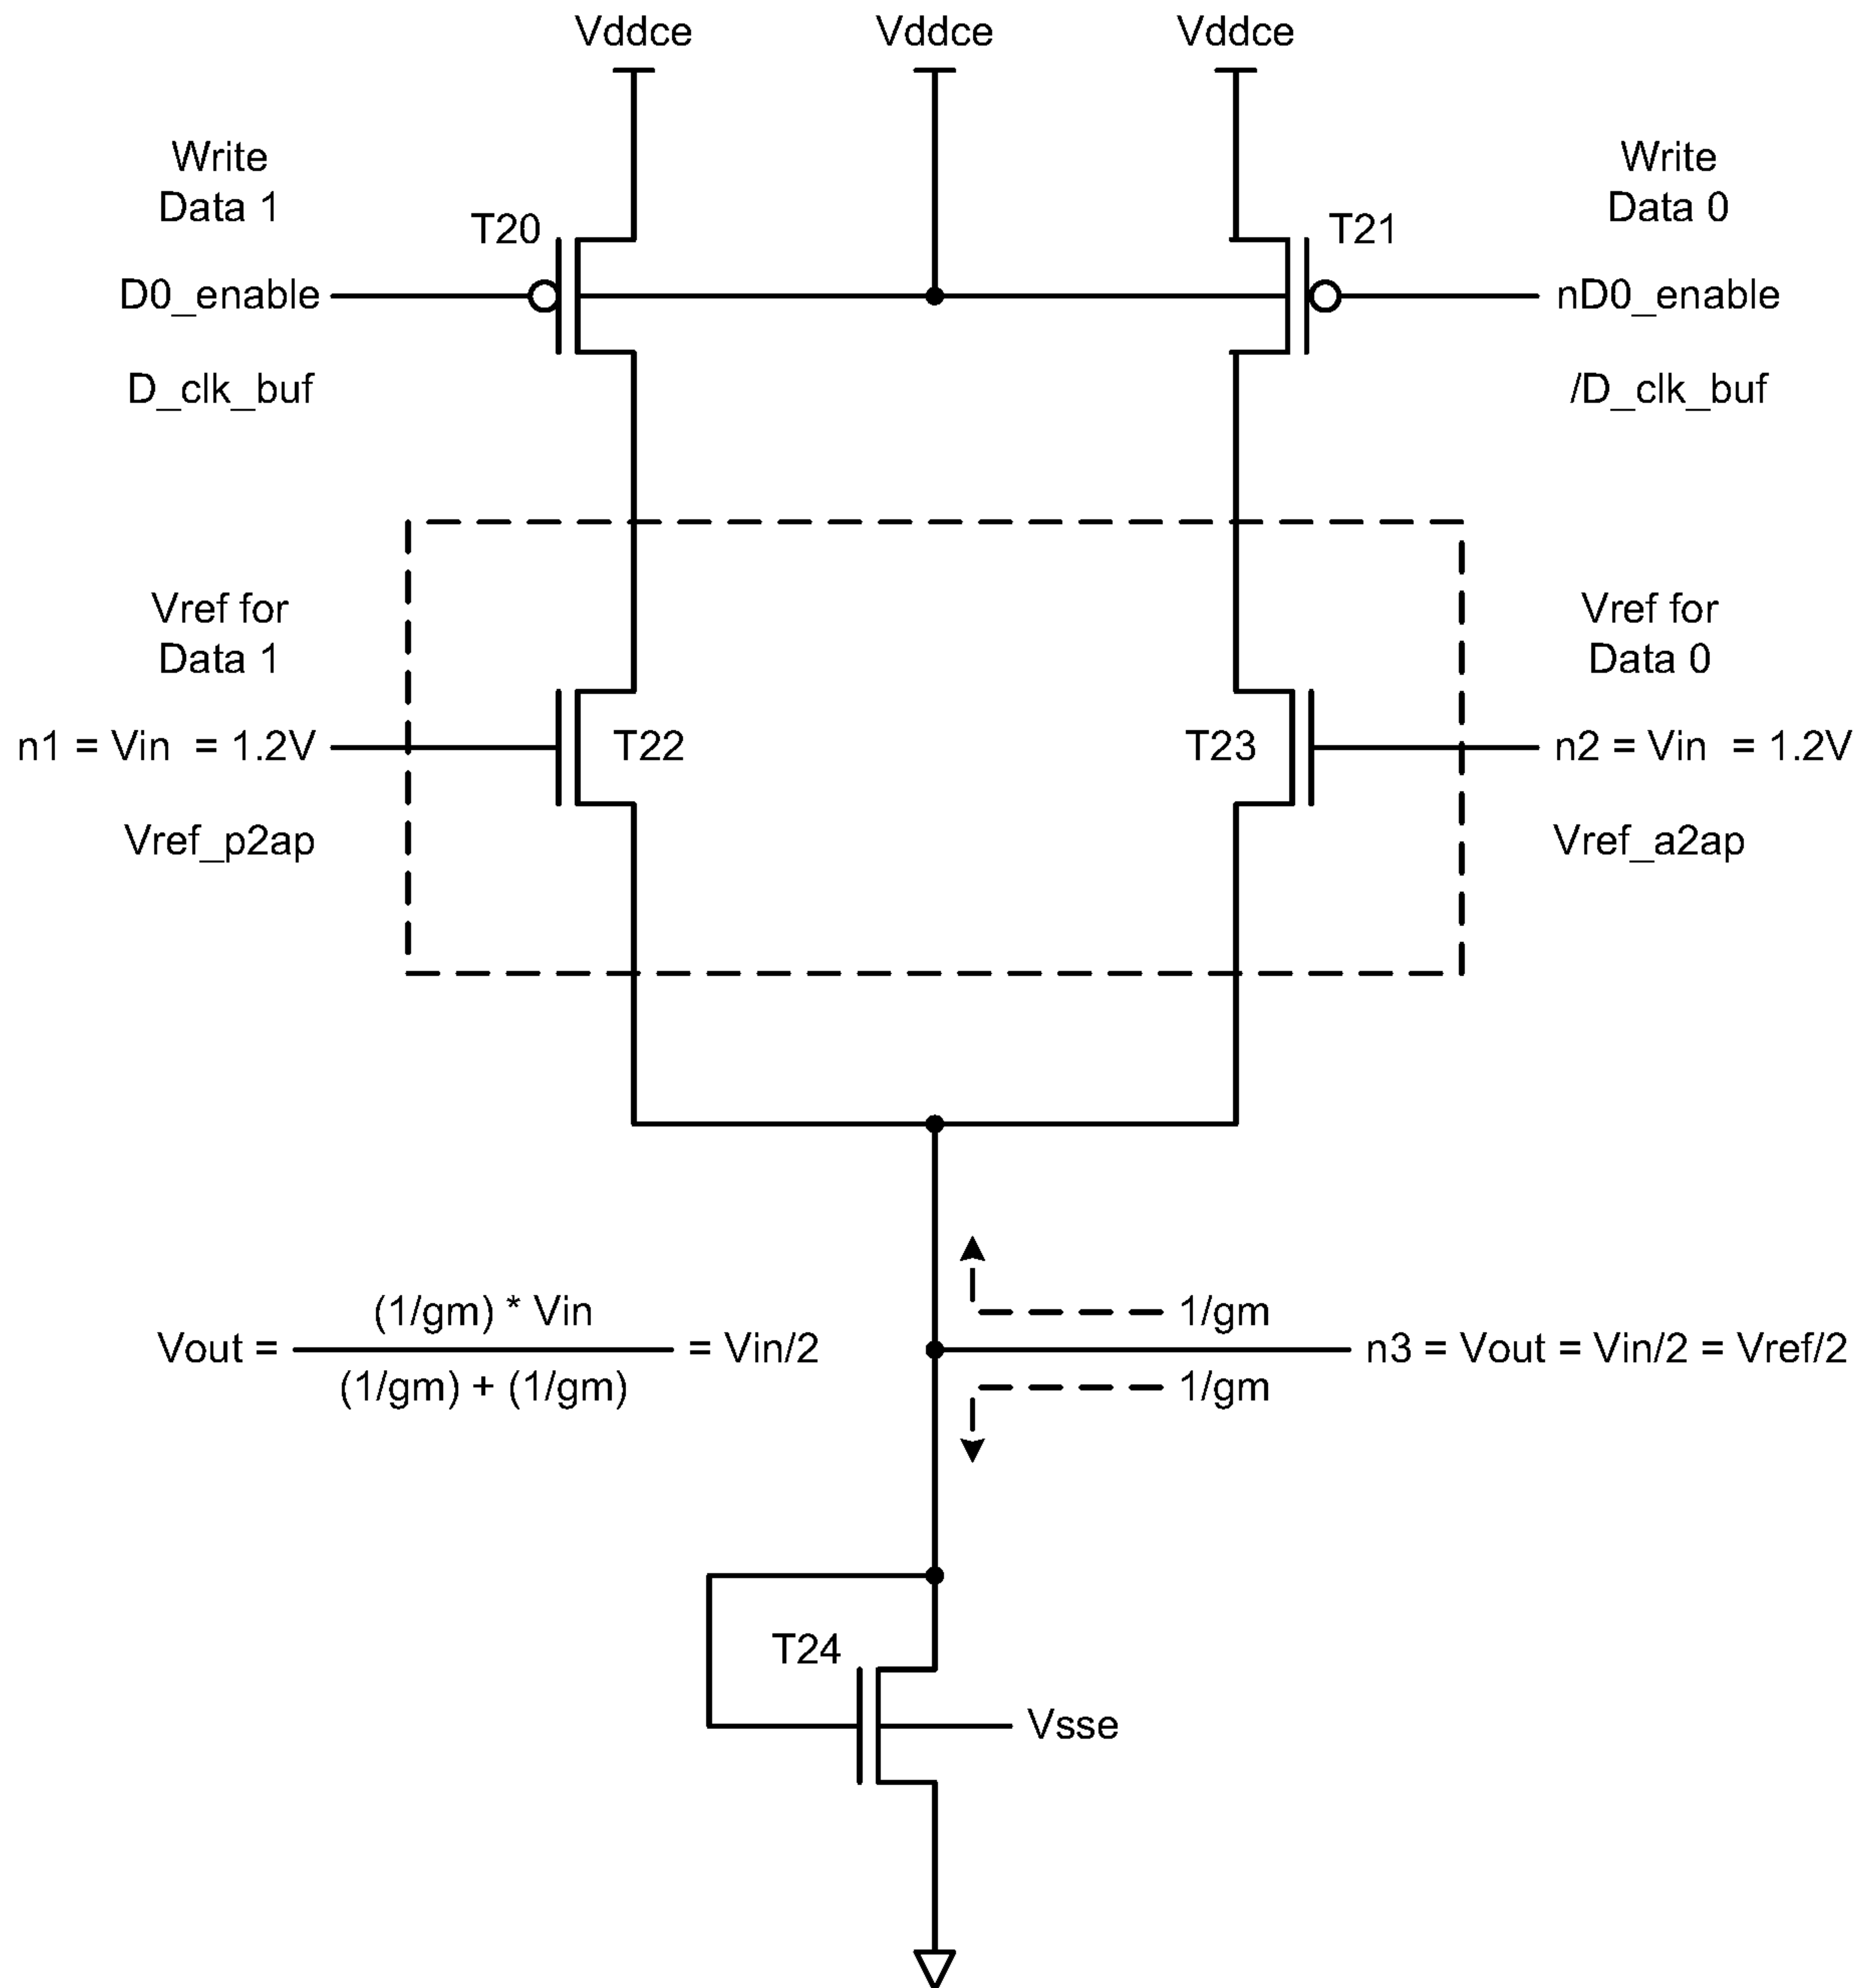 Vddce
Vddce
Vddce
Write
Data 1
Write
Data 0
T20
T21
D0_enable
nD0_enable
D_clk_buf
/D_clk_buf
Vref for
Data 1
Vref for
Data 0
n1 = Vin = 1.2V
T22
T23
n2 = Vin = 1.2V
Vref_p2ap
Vref_a2ap
Vout = (1/gm) * Vin / (1/gm) + (1/gm) = Vin/2
1/gm
n3 = Vout = Vin/2 = Vref/2
1/gm
T24
Vsse